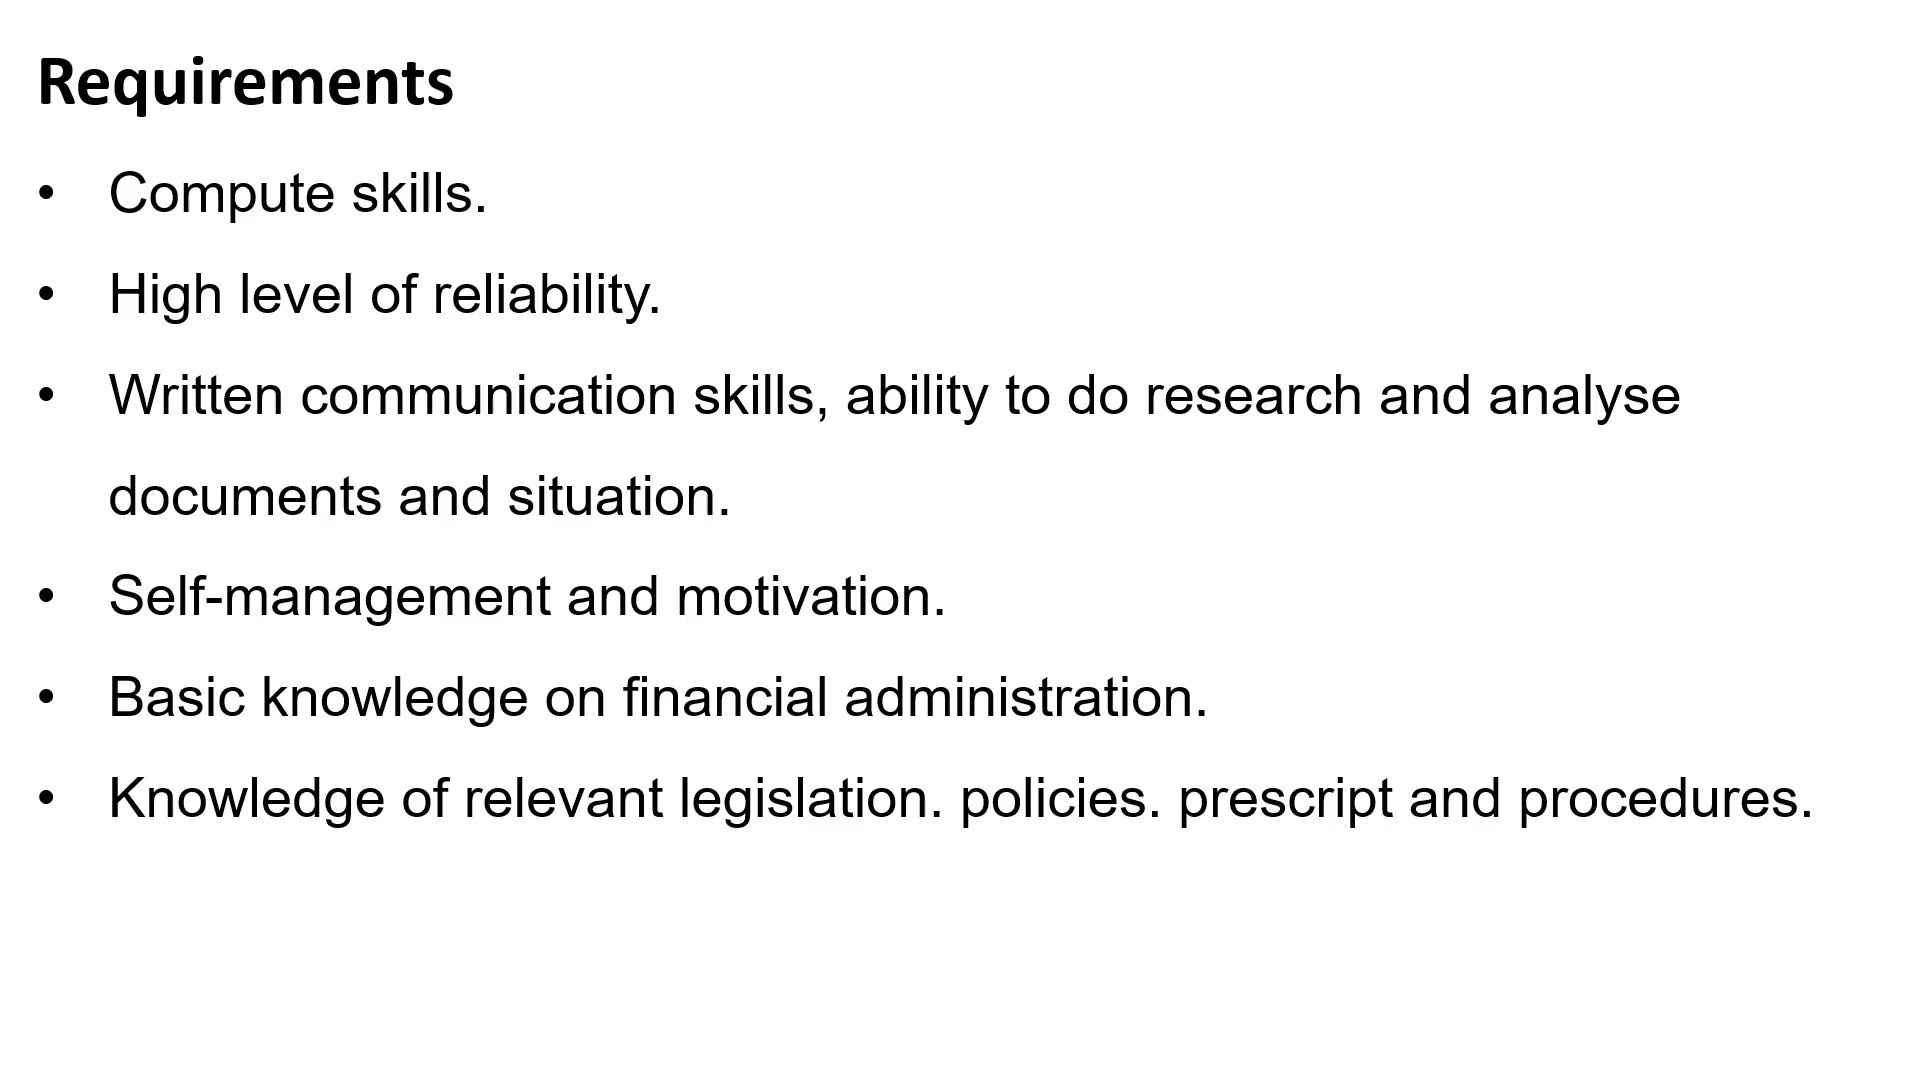 Requirements
• Compute skills.
• High level of reliability.
• Written communication skills, ability to do research and analyse
documents and situation.
• Self-management and motivation.
• Basic knowledge on financial administration.
• Knowledge of relevant legislation. policies. prescript and procedures.